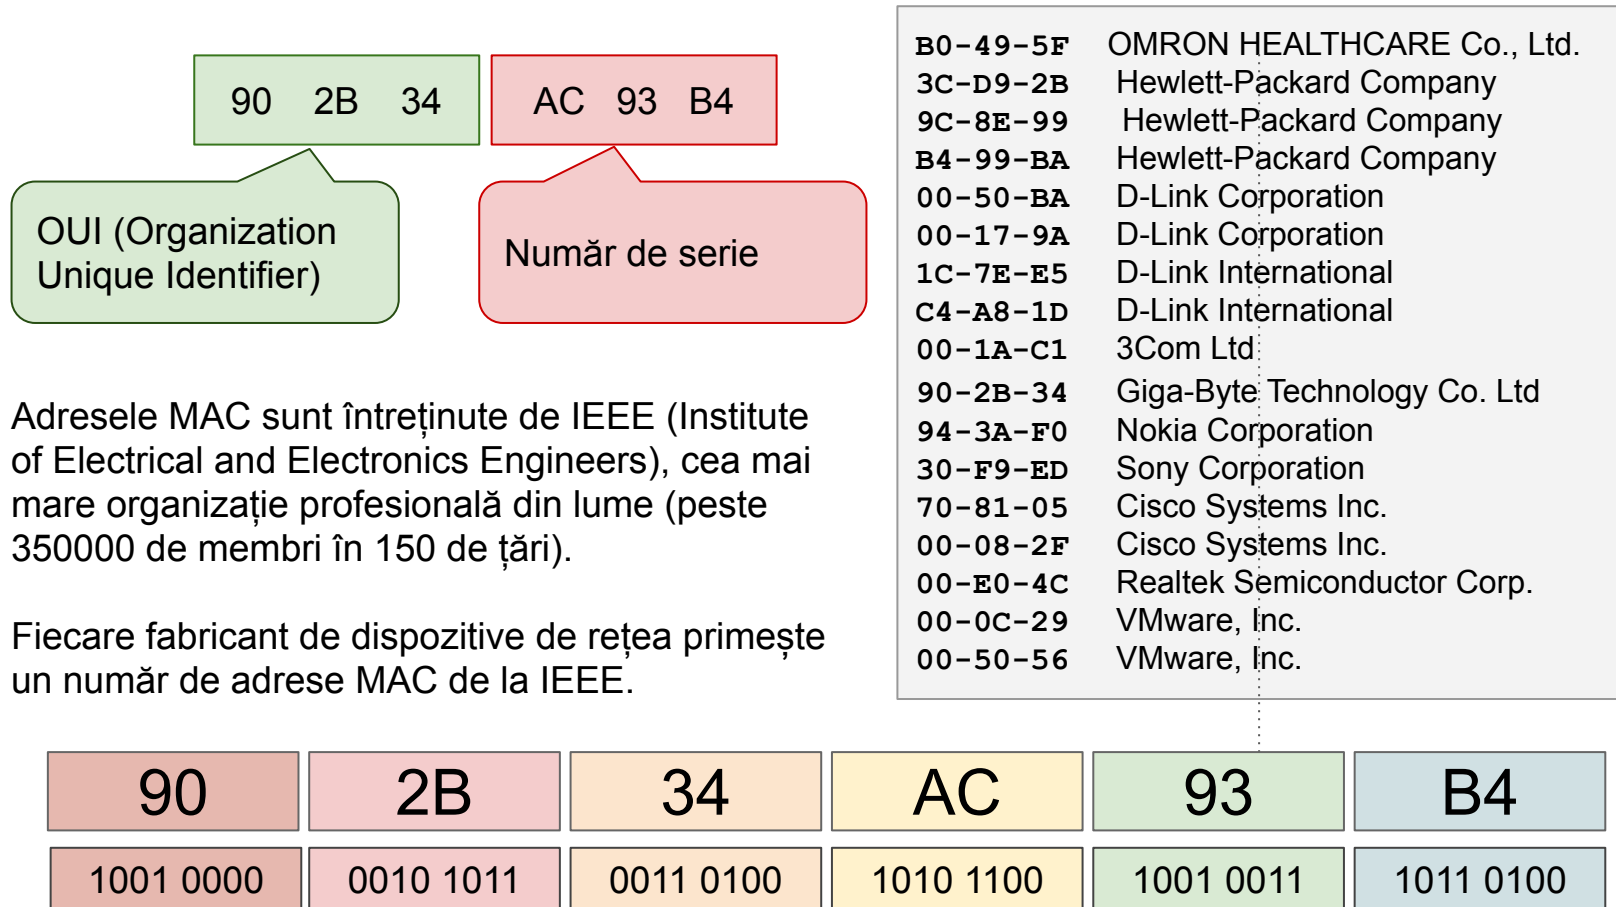 90 2B 34 AC 93 B4
OUI (Organization
Unique Identifier)
Număr de serie
Adresele MAC sunt întreținute de IEEE (Institute
of Electrical and Electronics Engineers), cea mai
mare organizație profesională din lume (peste
350000 de membri în 150 de țări).
Fiecare fabricant de dispozitive de rețea primește
un număr de adrese MAC de la IEEE.
B0-49-5F OMRON HEALTHCARE Co., Ltd.
3C-D9-2B Hewlett-Packard Company
9C-8E-99 Hewlett-Packard Company
B4-99-BA Hewlett-Packard Company
00-50-BA D-Link Corporation
00-17-9A D-Link Corporation
1C-7E-E5 D-Link International
C4-A8-1D D-Link International
00-1A-C1 3Com Ltd
90-2B-34 Giga-Byte Technology Co. Ltd
94-3A-F0 Nokia Corporation
30-F9-ED Sony Corporation
70-81-05 Cisco Systems Inc.
00-08-2F Cisco Systems Inc.
00-E0-4C Realtek Semiconductor Corp.
00-0C-29 VMware, Inc.
00-50-56 VMware, Inc.
90 2B 34 AC 93 B4
1001 0000 0010 1011 0011 0100 1010 1100 1001 0011 1011 0100